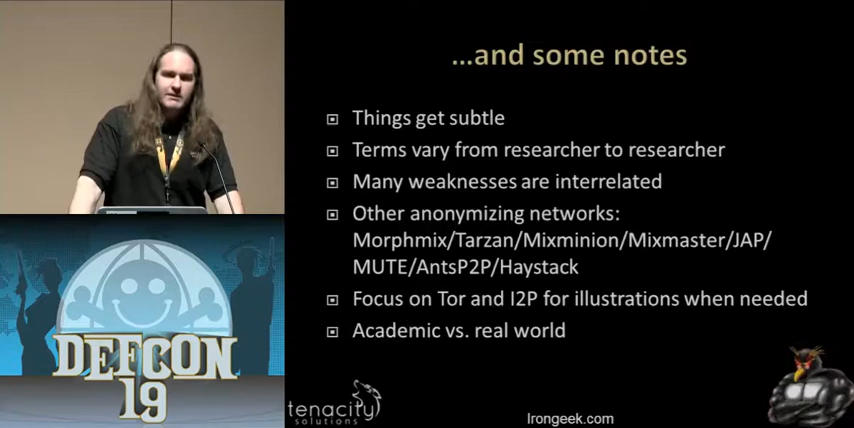 ...and some notes
Things get subtle
Terms vary from researcher to researcher
Many weaknesses are interrelated
Other anonymizing networks:
Morphmix/Tarzan/Mixminion/Mixmaster/JAP/
MUTE/AntsP2P/Haystack
Focus on Tor and I2P for illustrations when needed
Academic vs. real world
DEFCON
19
tenacity
solutions
Irongeek.com